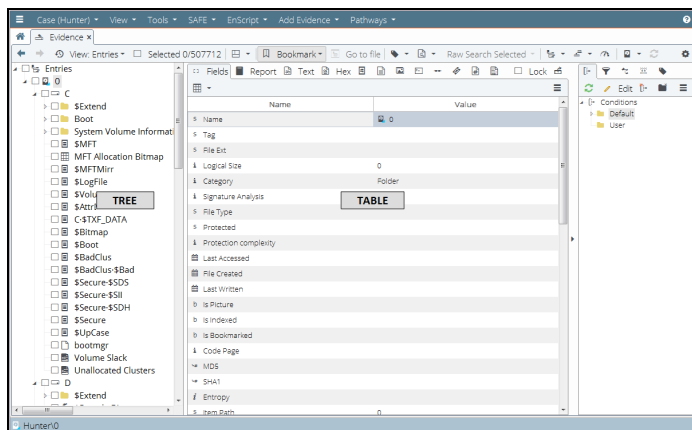 Case (Hunter) View Tools SAFE EnScript Add Evidence Pathways
Evidence ×
View: Entries Selected 0/507712 Bookmark Go to file Raw Search Selected
Entries
0
C
$Extend
Boot
System Volume Informati
$MFT
MFT Allocation Bitmap
$MFTMirr
$LogFile
$Volu
TREE
$Attri
C·$TXF_DATA
$Bitmap
$Boot
$BadClus
$BadClus·$Bad
$Secure·$SDS
$Secure·$SII
$Secure·$SDH
$Secure
$UpCase
bootmgr
Volume Slack
Unallocated Clusters
D
$Extend
Fields Report Text Hex Lock
Name Value
s Name 0
s Tag
s File Ext
i Logical Size 0
i Category Folder
i Signature Analysis
TABLE
s File Type
s Protected
i Protection complexity
Last Accessed
File Created
Last Written
b Is Picture
b Is Indexed
b Is Bookmarked
i Code Page
MD5
SHA1
f Entropy
s Item Path 0
Edit
Conditions
Default
User
Hunter\0